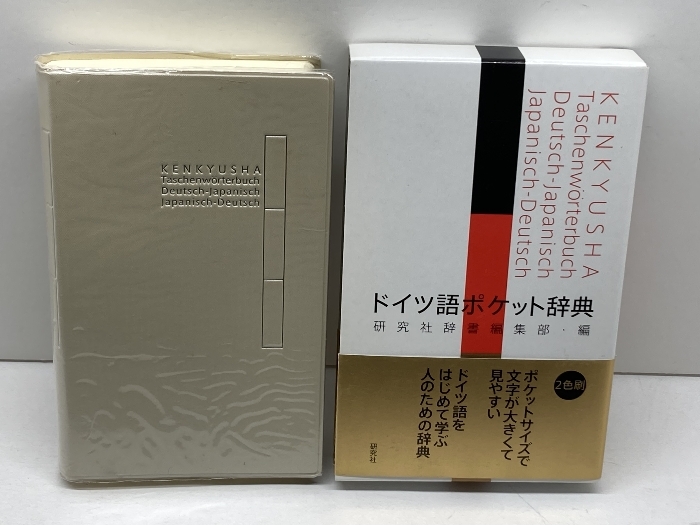 KENKYUSHA
Taschenwörterbuch
Deutsch-Japanisch
Japanisch-Deutsch
KENKYUSHA
Taschenwörterbuch
Deutsch-Japanisch
Japanisch-Deutsch
ドイツ語ポケット辞典
研究社辞書編集部・編
2色刷
ポケットサイズで
文字が大きくて
見やすい
ドイツ語を
はじめて学ぶ
人のための辞典
研究社